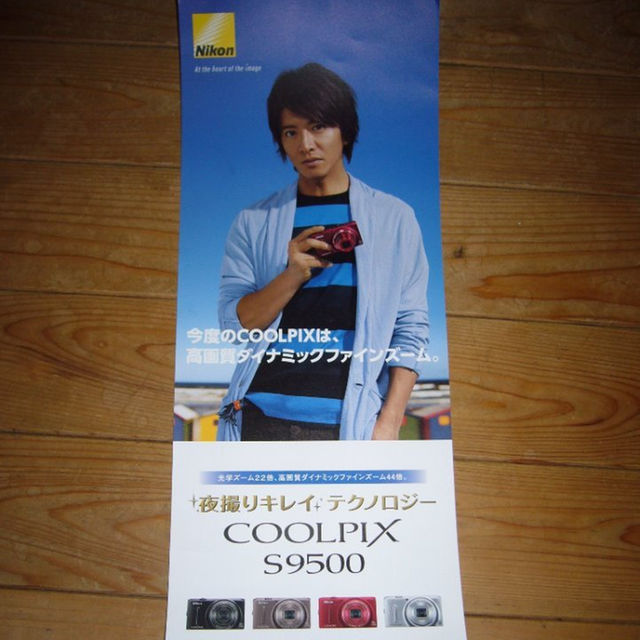 Nikon
At the heart of the image
今度のCOOLPIXは、
高画質ダイナミックファインズーム。
光学ズーム22倍、高画質ダイナミックファインズーム44倍。
夜撮りキレイ テクノロジー
COOLPIX
S9500